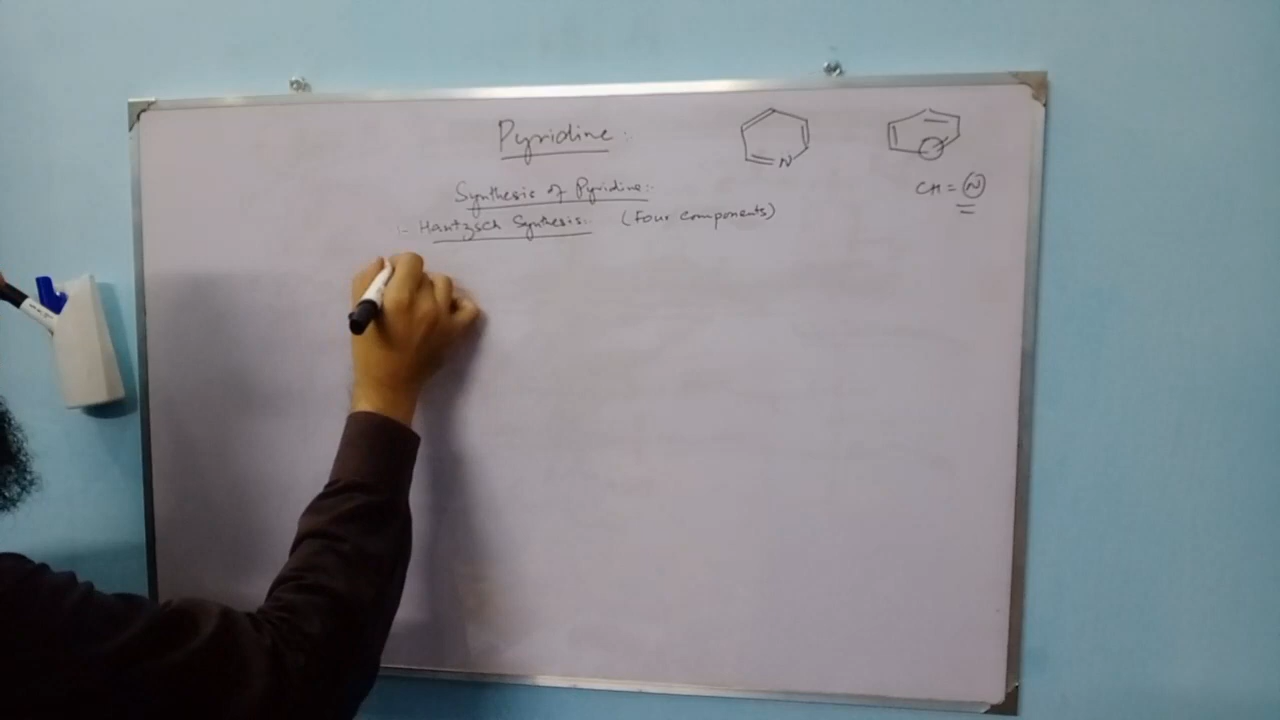 Pyridine:
N
CH = N
Synthesis of Pyridine:-
1- Hantzsch Synthesis:- (Four components)